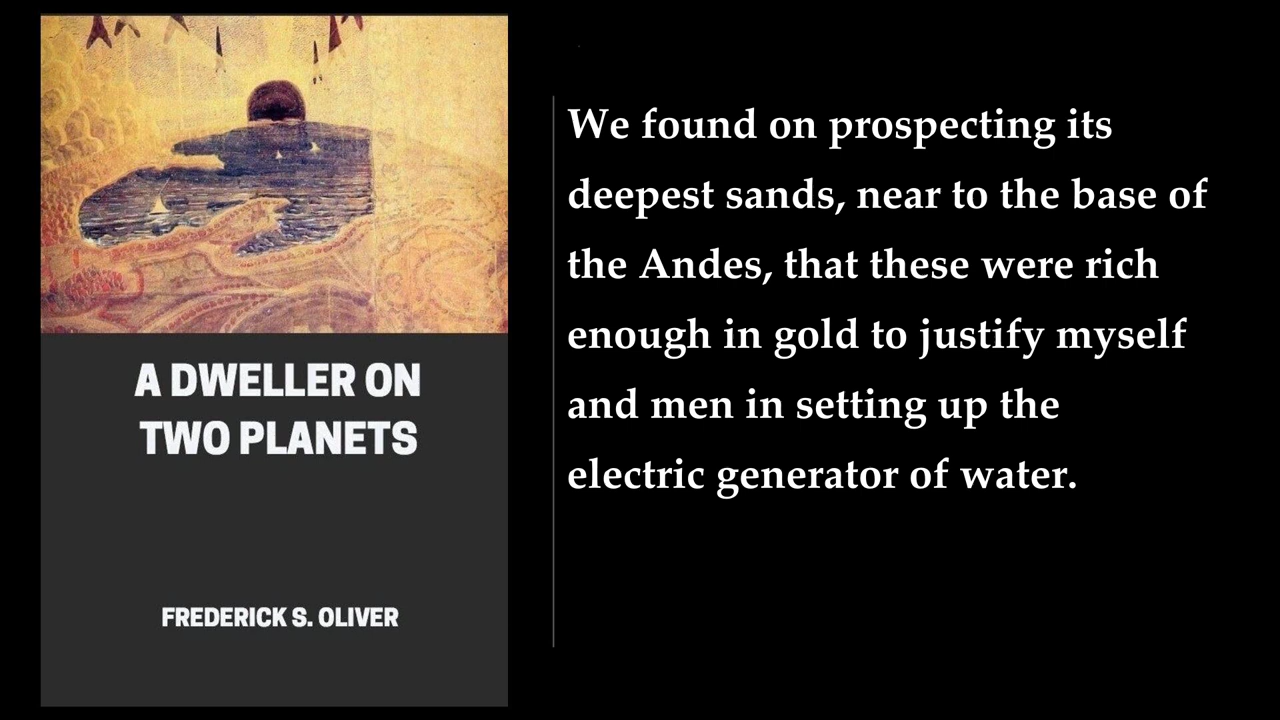 A DWELLER ON
TWO PLANETS
FREDERICK S. OLIVER
We found on prospecting its
deepest sands, near to the base of
the Andes, that these were rich
enough in gold to justify myself
and men in setting up the
electric generator of water.